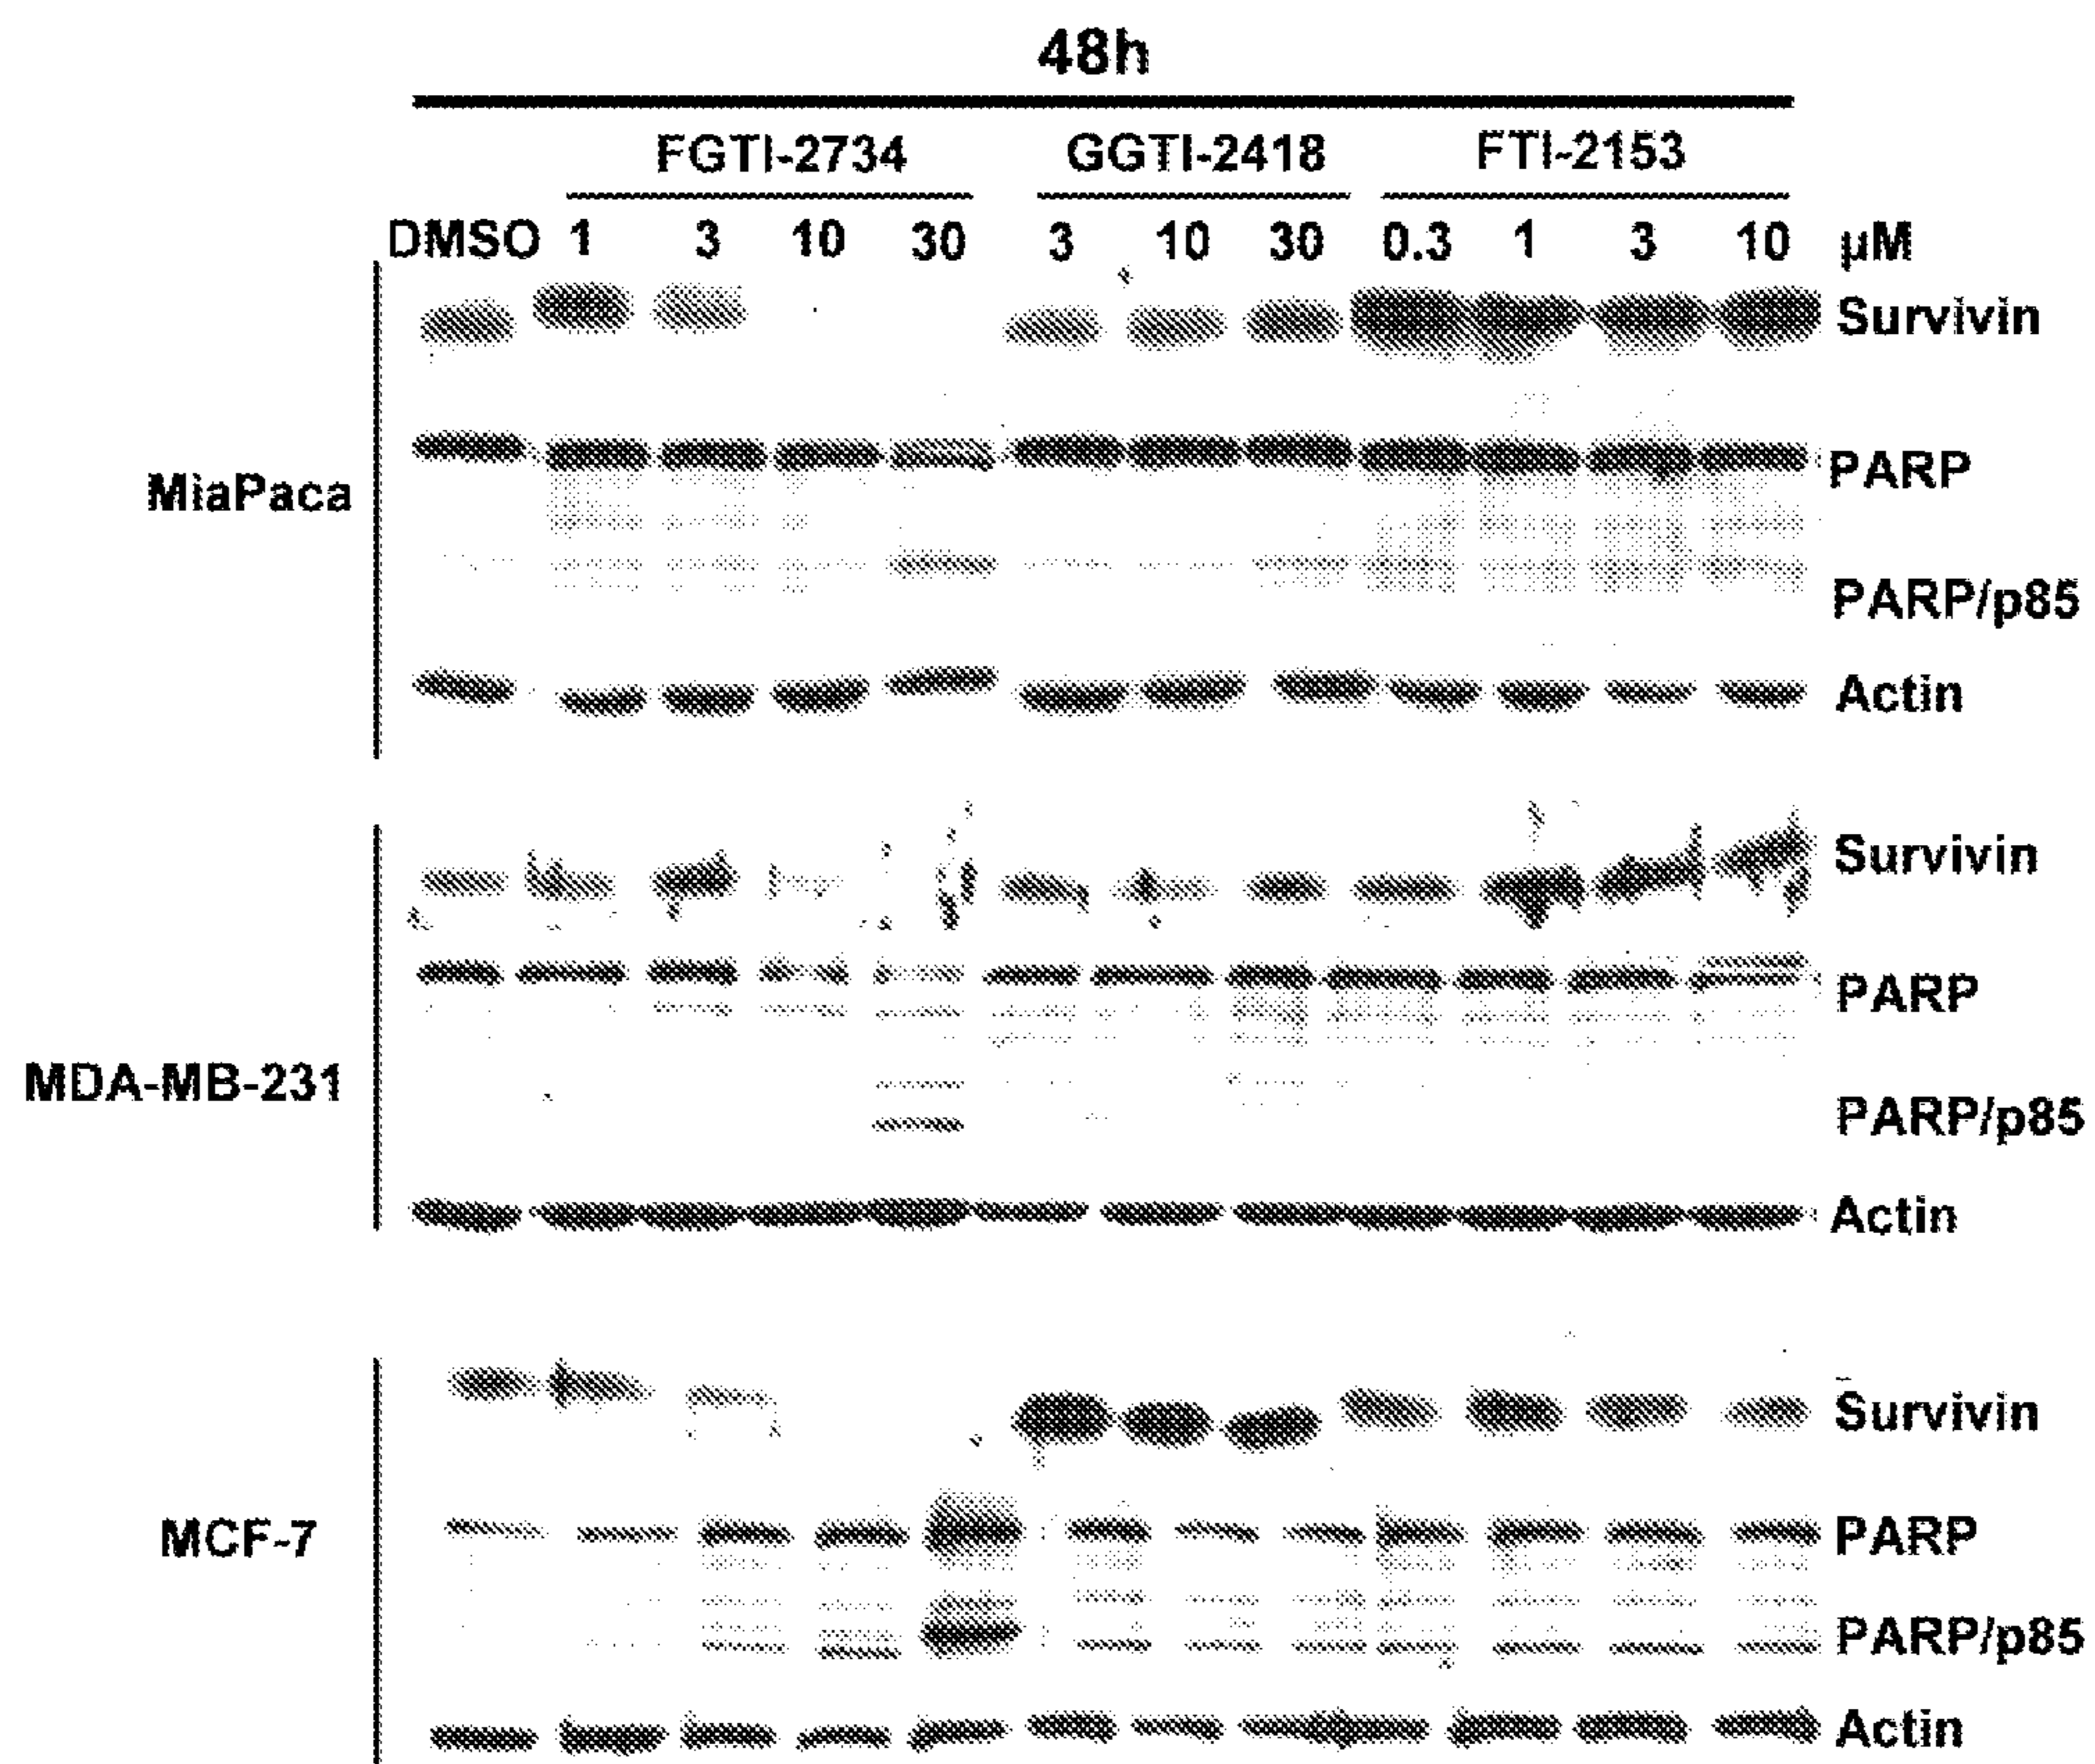 48h
FGTI-2734 GGTI-2418 FTI-2153
DMSO 1 3 10 30 3 10 30 0.3 1 3 10 µM
MiaPaca
Survivin
PARP
PARP/p85
Actin
MDA-MB-231
Survivin
PARP
PARP/p85
Actin
MCF-7
Survivin
PARP
PARP/p85
Actin